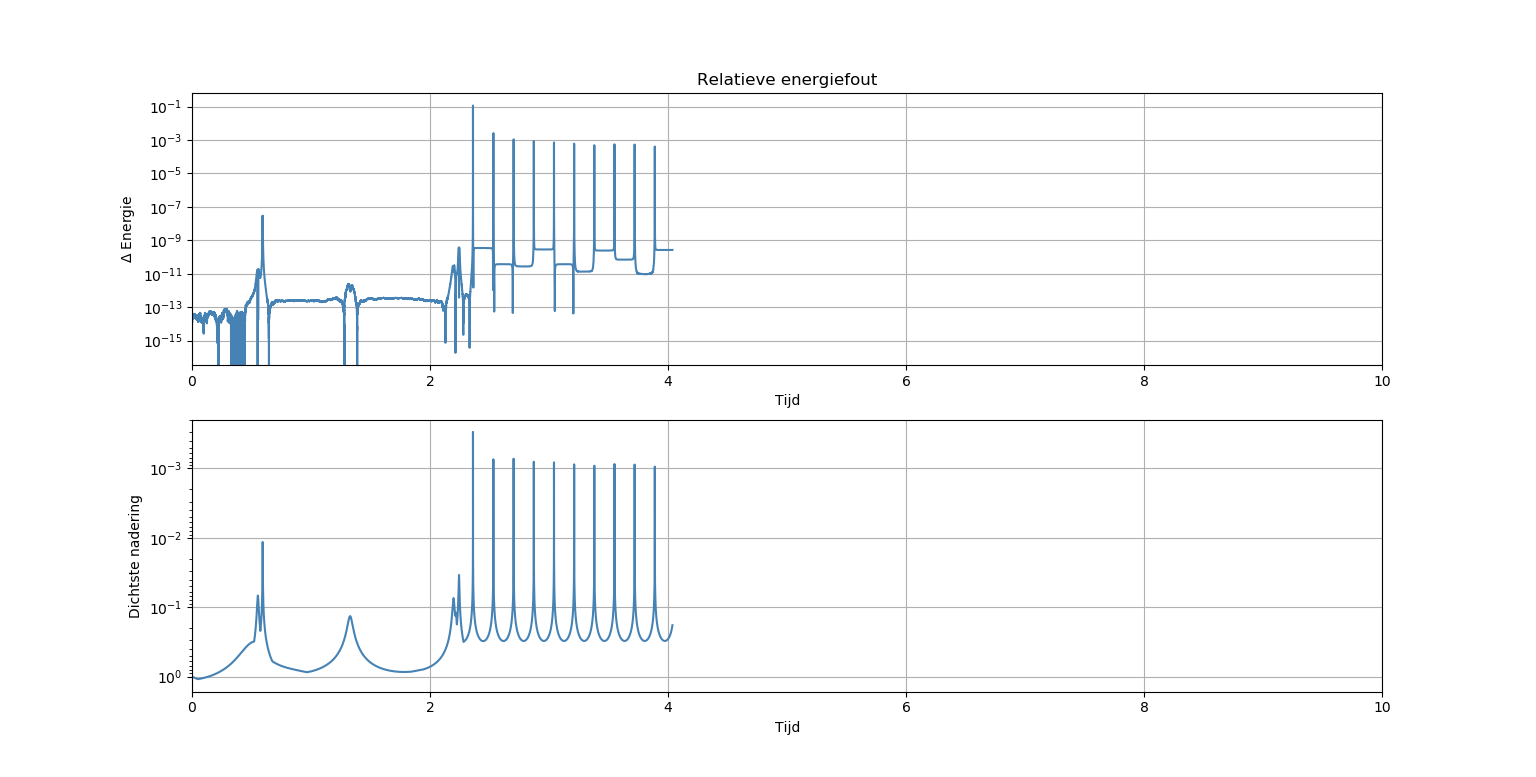 Relatieve energiefout
10⁻¹
10⁻³
10⁻⁵
10⁻⁷
10⁻⁹
10⁻¹¹
10⁻¹³
10⁻¹⁵
Δ Energie
0 2 4 6 8 10
Tijd
10⁻³
10⁻²
10⁻¹
10⁰
Dichtste nadering
0 2 4 6 8 10
Tijd